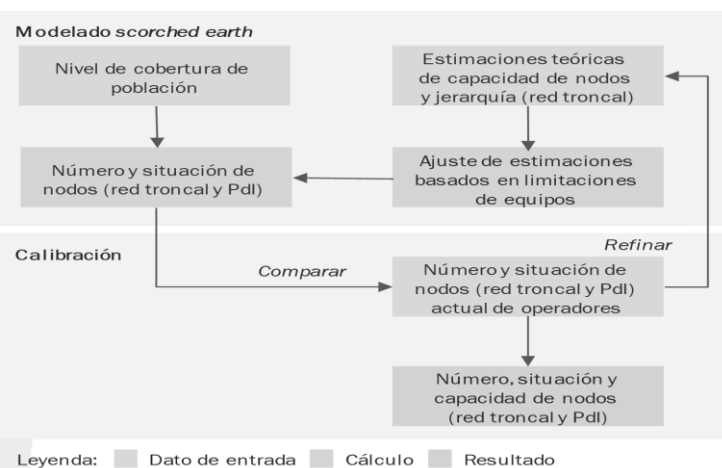 Modelado scorched earth
Nivel de cobertura de
población
Estimaciones teóricas
de capacidad de nodos
y jerarquía (red troncal)
Número y situación de
nodos (red troncal y PdI)
Ajuste de estimaciones
basados en limitaciones
de equipos
Calibración
Comparar
Refinar
Número y situación de
nodos (red troncal y PdI)
actual de operadores
Número, situación y
capacidad de nodos
(red troncal y PdI)
Leyenda: Dato de entrada Cálculo Resultado